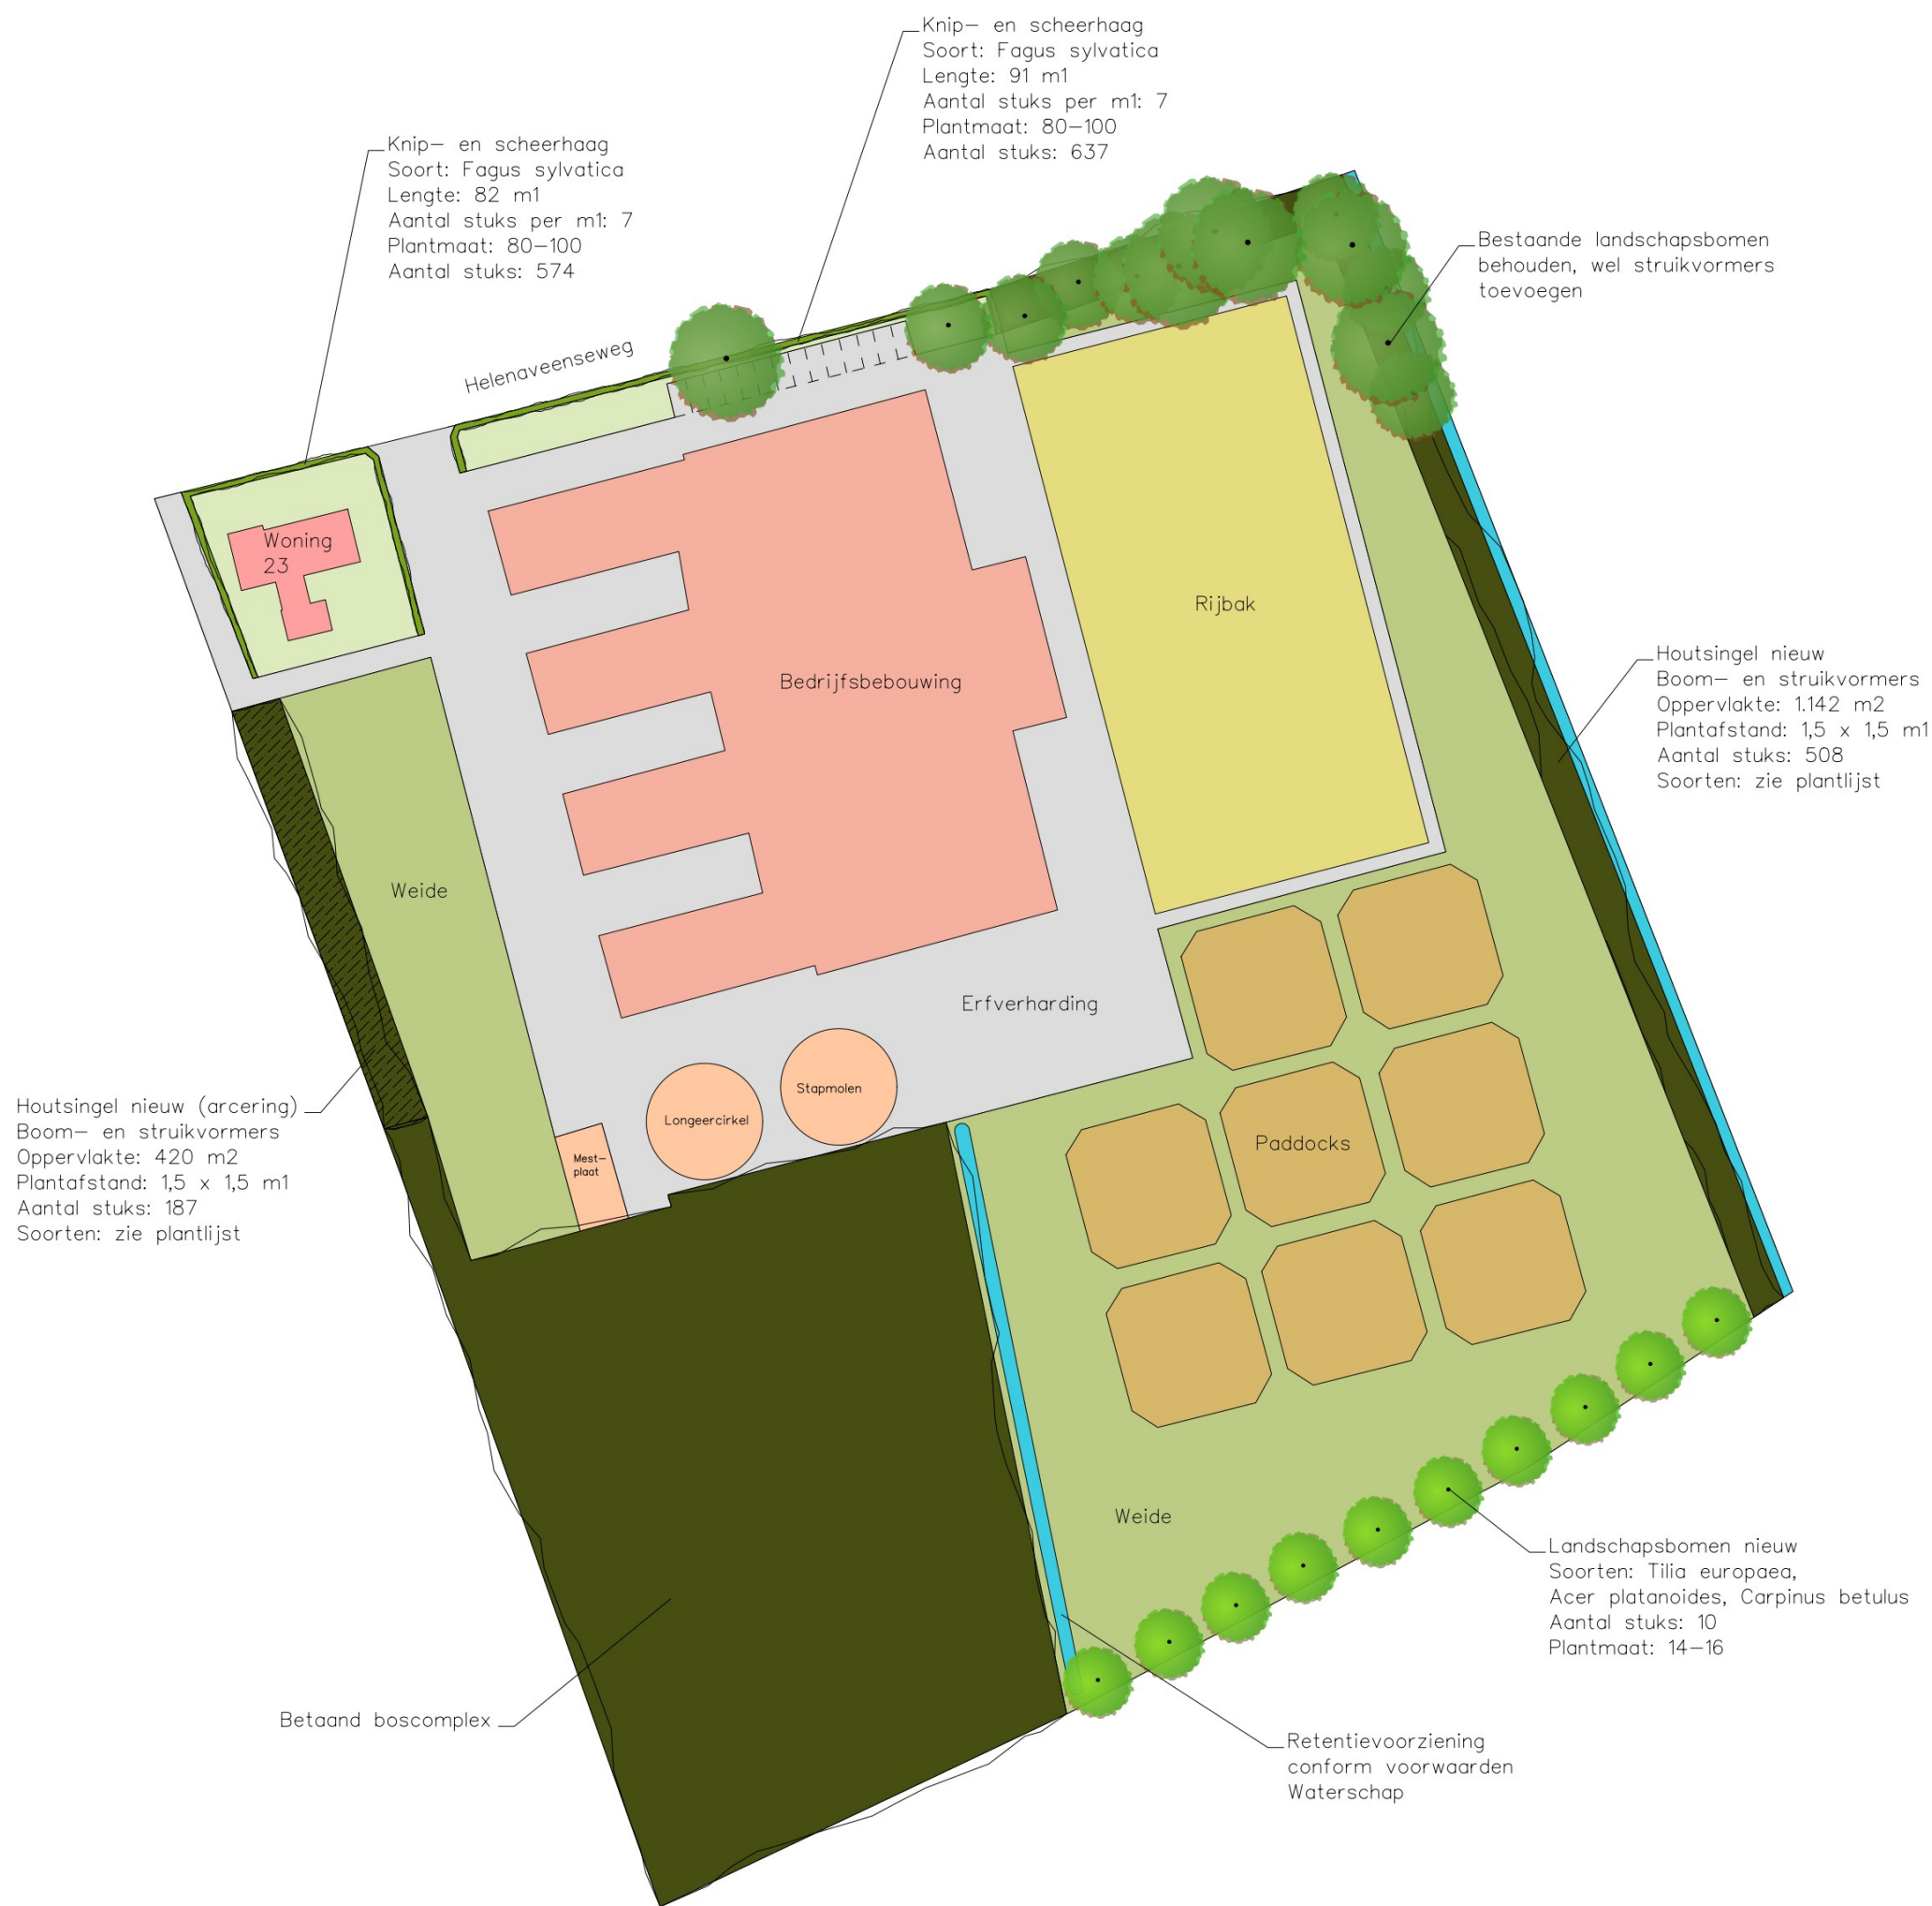 Knip- en scheerhaag
Soort: Fagus sylvatica
Lengte: 91 m1
Aantal stuks per m1: 7
Plantmaat: 80-100
Aantal stuks: 637
Knip- en scheerhaag
Soort: Fagus sylvatica
Lengte: 82 m1
Aantal stuks per m1: 7
Plantmaat: 80-100
Aantal stuks: 574
Bestaande landschapsbomen
behouden, wel struikvormers
toevoegen
Helenaveenseweg
Woning
23
Rijbak
Bedrijfsbebouwing
Houtsingel nieuw
Boom- en struikvormers
Oppervlakte: 1.142 m2
Plantafstand: 1,5 x 1,5 m1
Aantal stuks: 508
Soorten: zie plantlijst
Weide
Erfverharding
Stapmolen
Longeercirkel
Mest-
plaat
Paddocks
Houtsingel nieuw (arcering)
Boom- en struikvormers
Oppervlakte: 420 m2
Plantafstand: 1,5 x 1,5 m1
Aantal stuks: 187
Soorten: zie plantlijst
Weide
Landschapsbomen nieuw
Soorten: Tilia europaea,
Acer platanoides, Carpinus betulus
Aantal stuks: 10
Plantmaat: 14-16
Betaand boscomplex
Retentievoorziening
conform voorwaarden
Waterschap